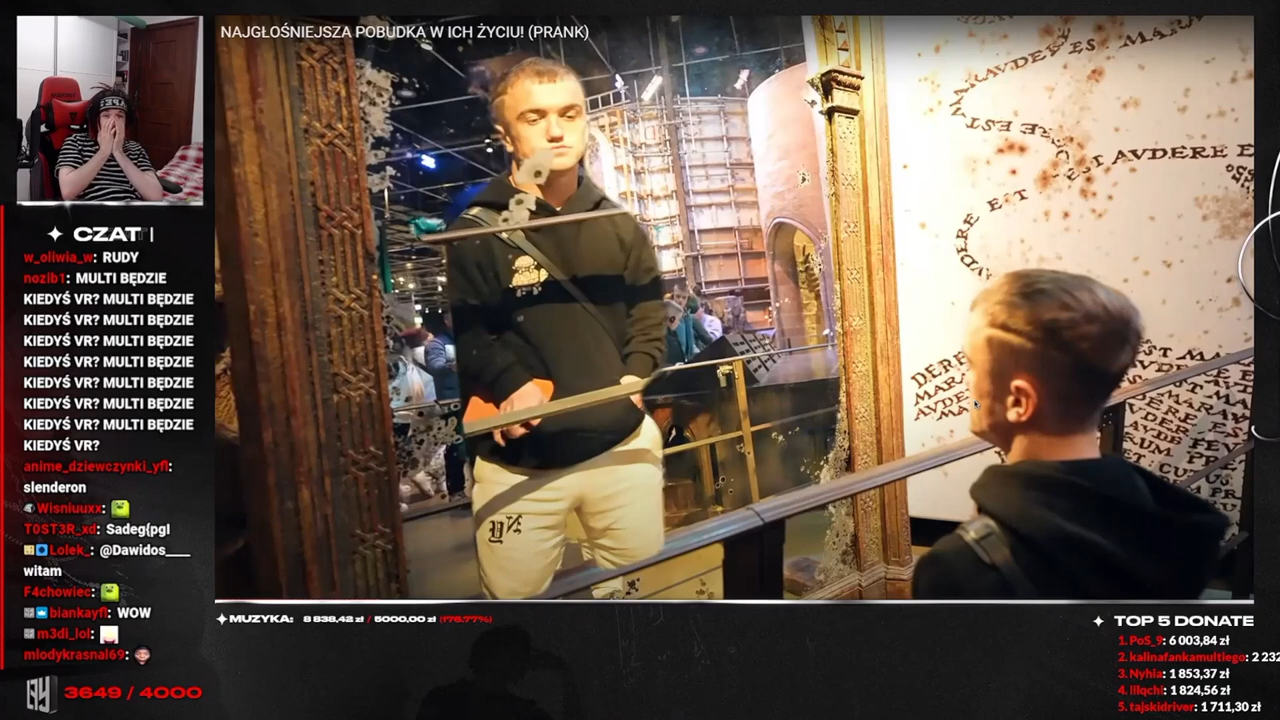 NAJGŁOŚNIEJSZA POBUDKA W ICH ŻYCIU! (PRANK)
CZAT
w_oliwia_w: RUDY
nozib1: MULTI BĘDZIE
KIEDYŚ VR? MULTI BĘDZIE
KIEDYŚ VR? MULTI BĘDZIE
KIEDYŚ VR? MULTI BĘDZIE
KIEDYŚ VR? MULTI BĘDZIE
KIEDYŚ VR? MULTI BĘDZIE
KIEDYŚ VR? MULTI BĘDZIE
KIEDYŚ VR? MULTI BĘDZIE
KIEDYŚ VR?
anime_dziewczynki_yfl:
slenderon
Wisniuuxx:
T0ST3R_xd: Sadeg{pgl
Lolek_: @Dawidos___
witam
F4chowiec:
biankayfl: WOW
m3di_lol:
mlodykrasnal69:
3649 / 4000
MUZYKA: 8 838,42 zł / 5000,00 zł (176.77%)
TOP 5 DONATE
1. PoS_9: 6 003,84 zł
2. kalinafankamultiego: 2 232
3. Nyhia: 1 853,37 zł
4. lilqchi: 1 824,56 zł
5. tajskidriver: 1 711,30 zł
AVDERE E
DERE